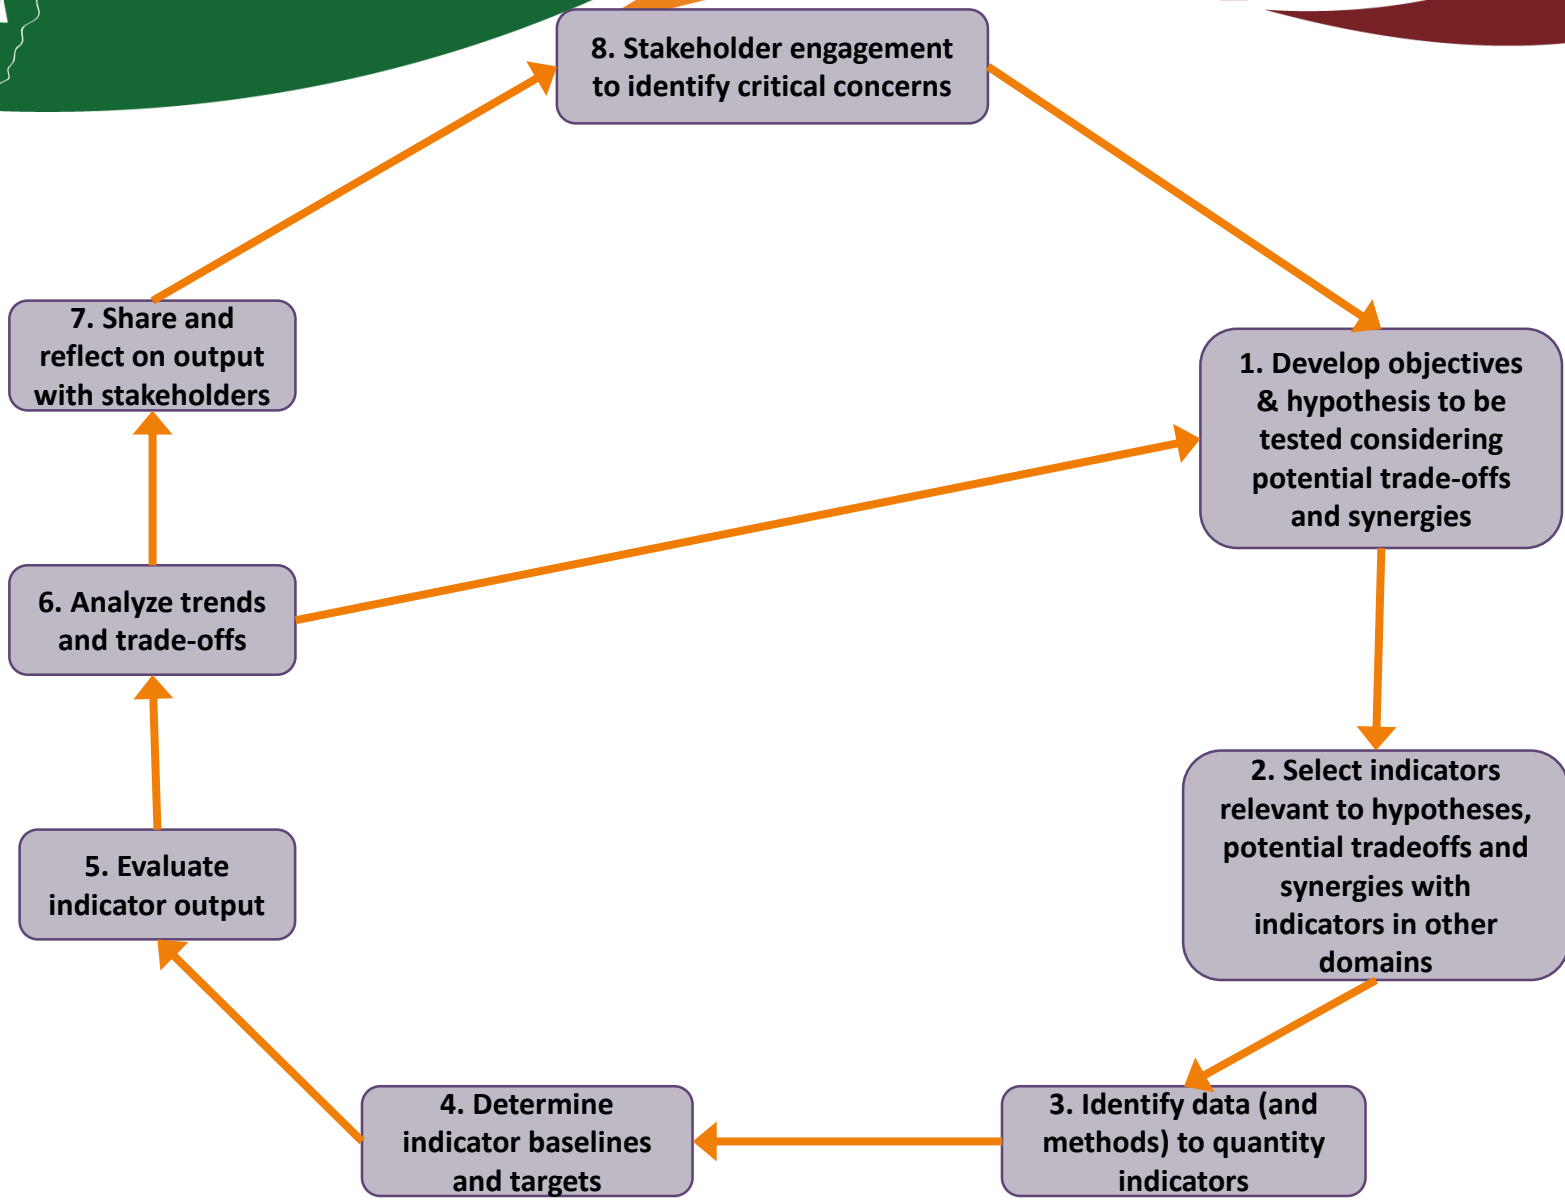 8. Stakeholder engagement
to identify critical concerns
1. Develop objectives
& hypothesis to be
tested considering
potential trade-offs
and synergies
2. Select indicators
relevant to hypotheses,
potential tradeoffs and
synergies with
indicators in other
domains
3. Identify data (and
methods) to quantity
indicators
4. Determine
indicator baselines
and targets
5. Evaluate
indicator output
6. Analyze trends
and trade-offs
7. Share and
reflect on output
with stakeholders